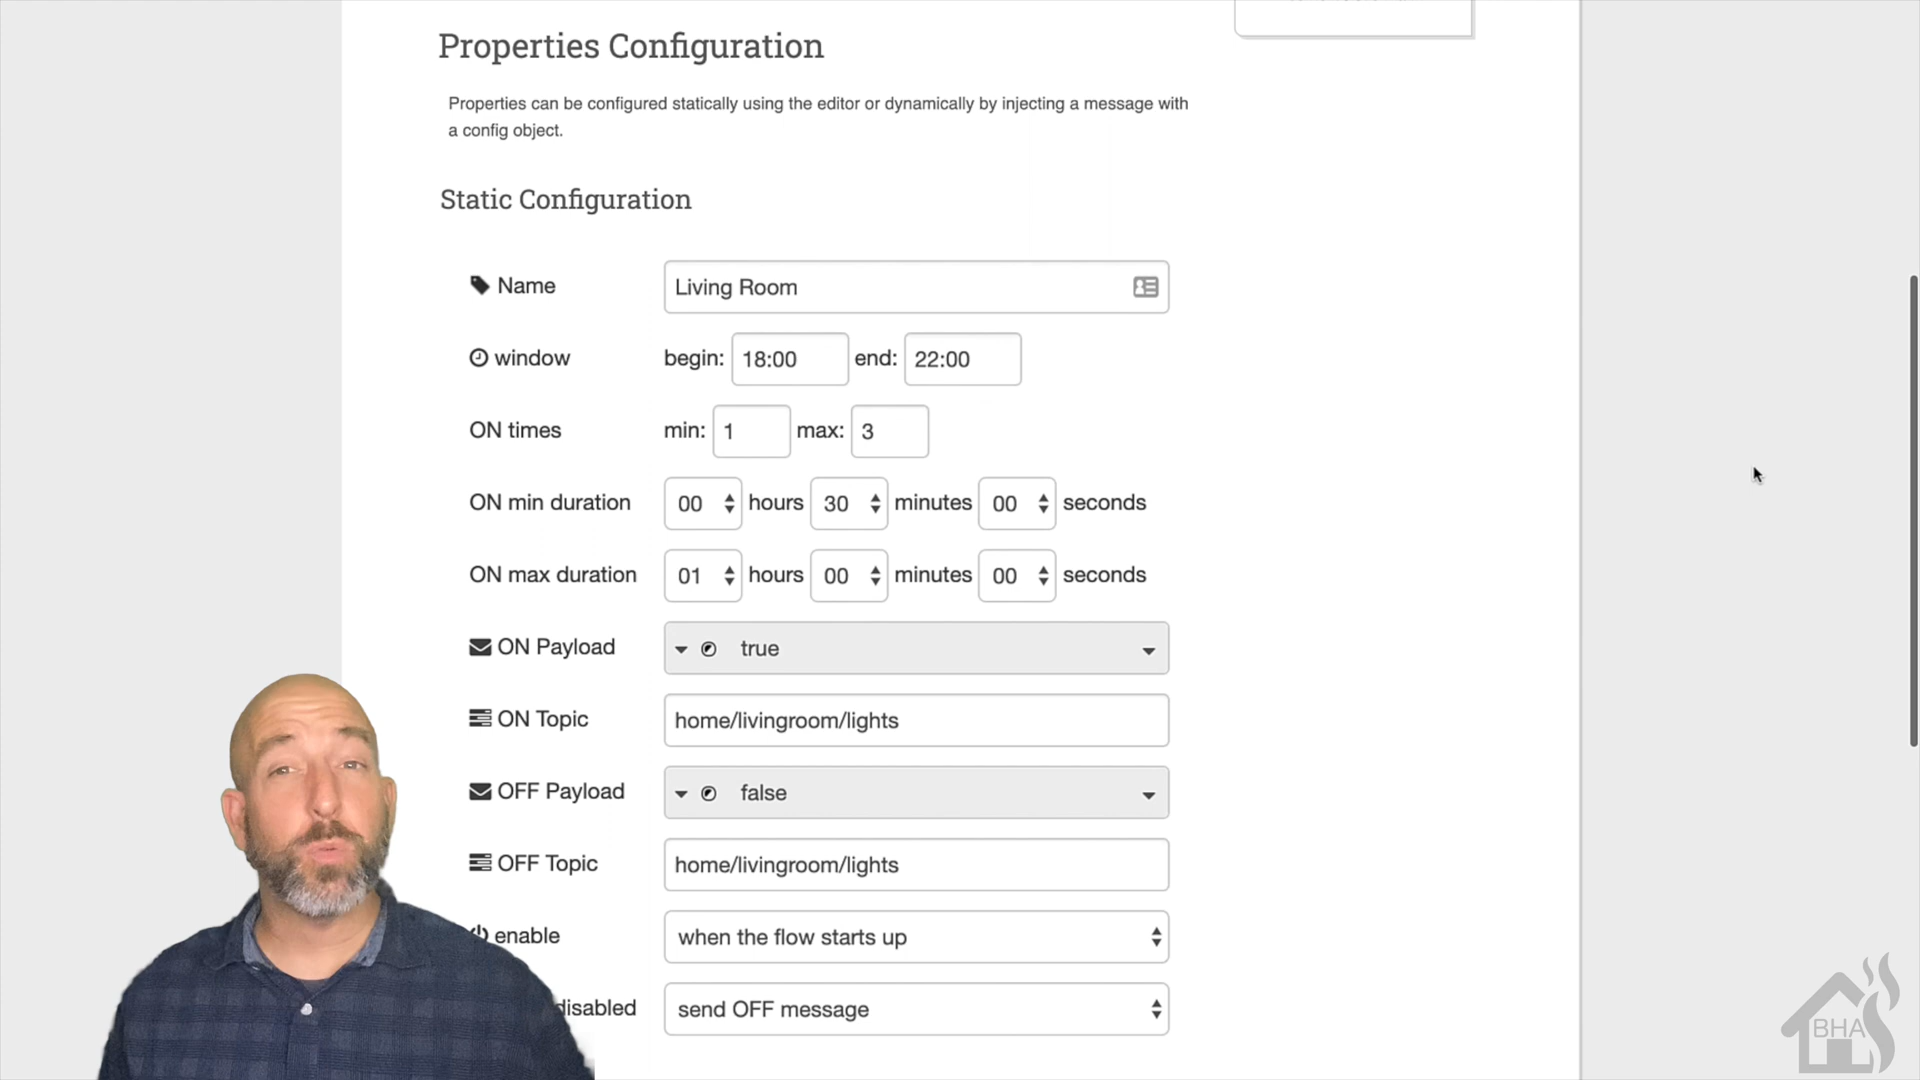 Properties Configuration
Properties can be configured statically using the editor or dynamically by injecting a message with
a config object.
Static Configuration
Name Living Room
window begin: 18:00 end: 22:00
ON times min: 1 max: 3
ON min duration 00 hours 30 minutes 00 seconds
ON max duration 01 hours 00 minutes 00 seconds
ON Payload true
ON Topic home/livingroom/lights
OFF Payload false
OFF Topic home/livingroom/lights
enable when the flow starts up
disabled send OFF message
BHA